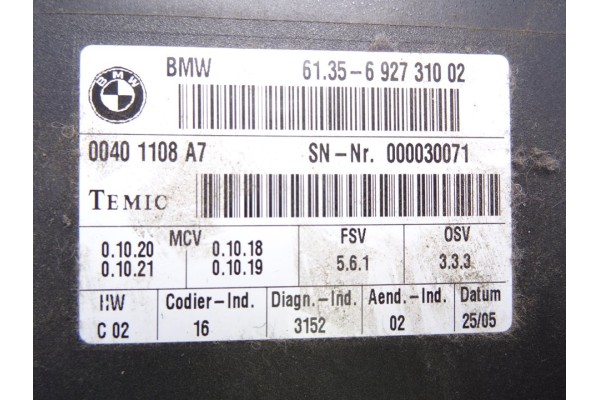 BMW
BMW 61.35-6 927 310 02
0040 1108 A7 SN-Nr. 000030071
TEMIC
MCV FSV OSV
0.10.20 0.10.18 5.6.1 3.3.3
0.10.21 0.10.19
HW Codier-Ind. Diagn.-Ind. Aend.-Ind. Datum
C 02 16 3152 02 25/05